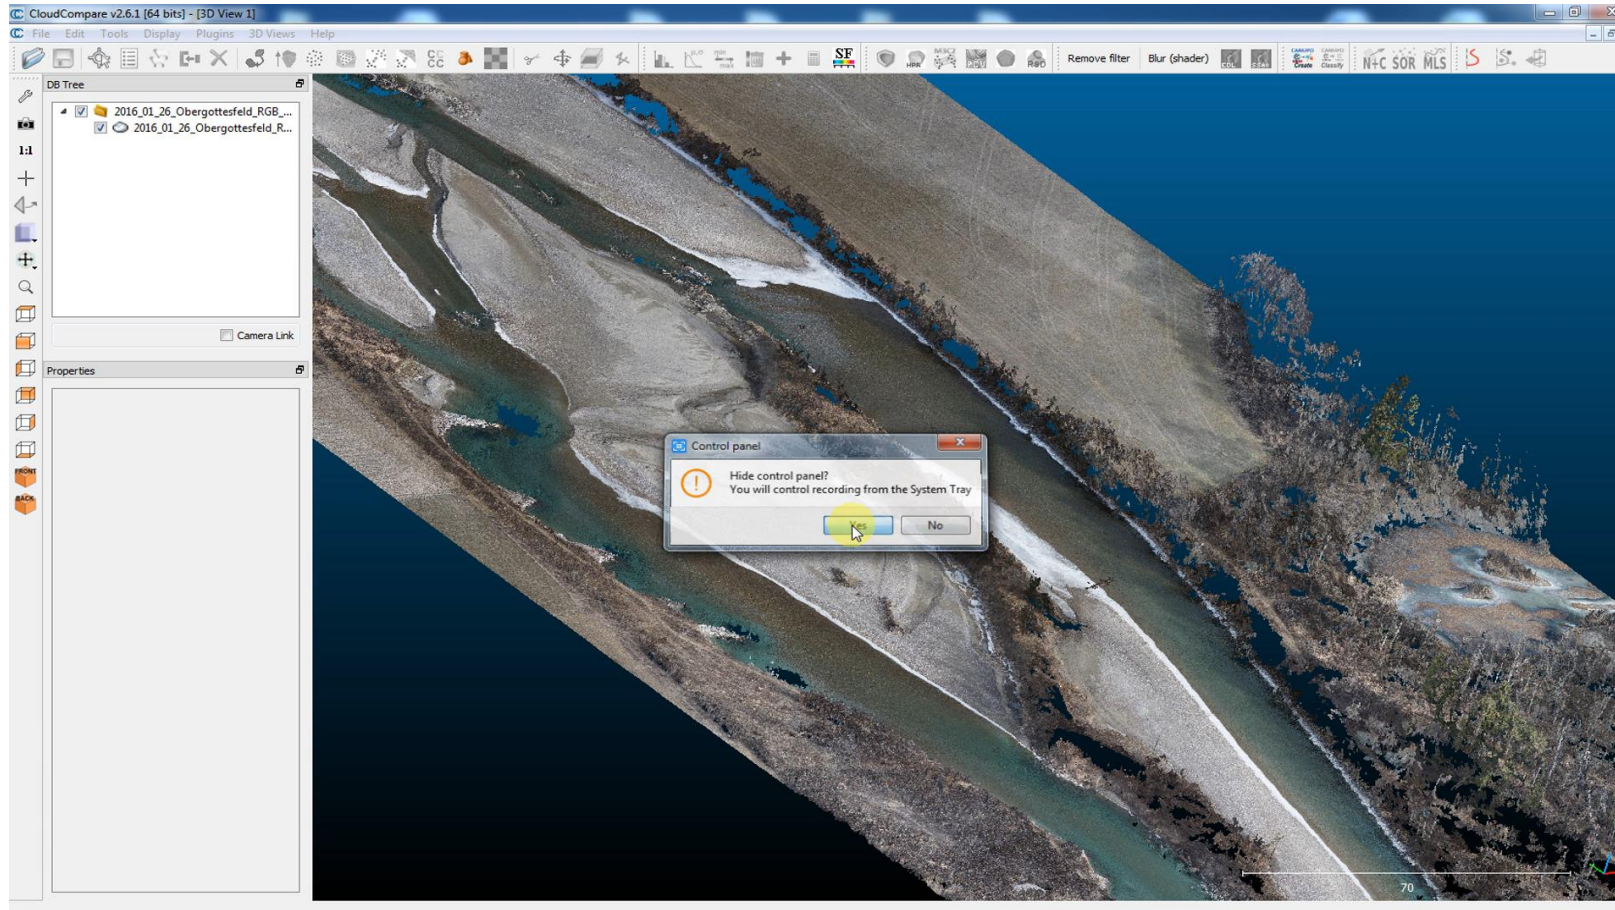 CloudCompare v2.6.1 [64 bits] - [3D View 1]
File Edit Tools Display Plugins 3D Views Help
SF
Remove filter
Blur (shader)
N+C SOR MLS
DB Tree
2016_01_26_Obergottesfeld_RGB_...
2016_01_26_Obergottesfeld_R...
1:1
Camera Link
Properties
FRONT
BACK
Control panel
Hide control panel?
You will control recording from the System Tray
Yes
No
70